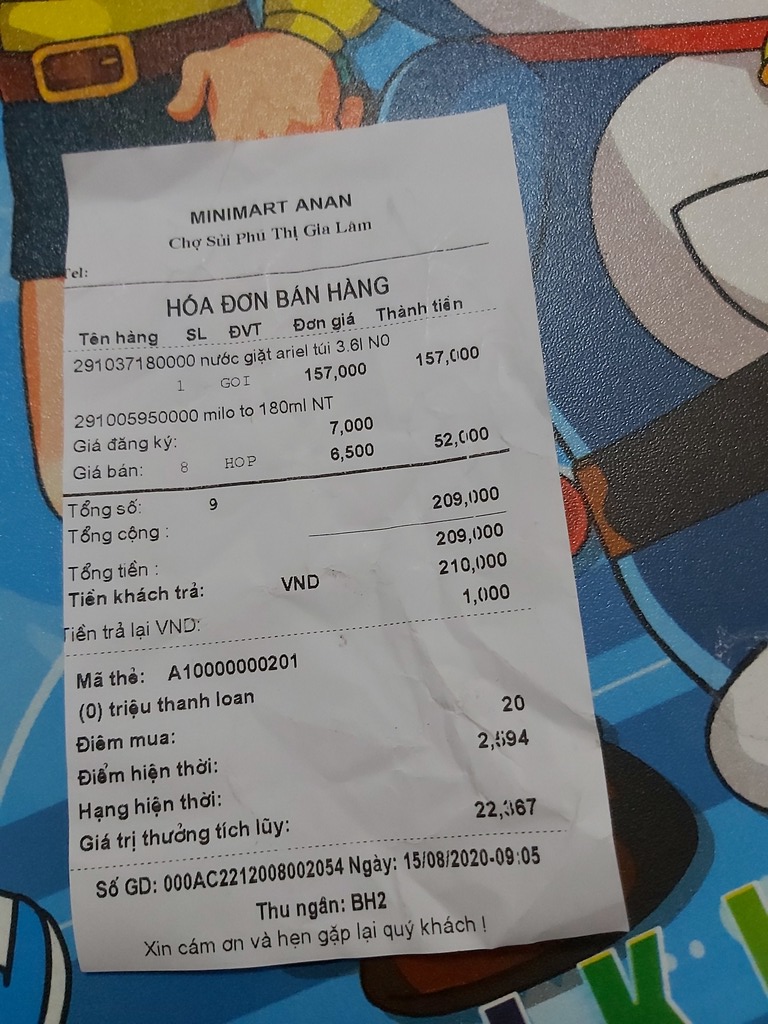 MINIMART ANAN
Chợ Sủi Phú Thị Gia Lâm
Tel:
HÓA ĐƠN BÁN HÀNG
Tên hàng SL ĐVT Đơn giá Thành tiền
291037180000 nước giặt ariel túi 3.6l N0
1 GOI 157,000 157,000
291005950000 milo to 180ml NT
Giá đăng ký: 7,000
Giá bán: 8 HOP 6,500 52,000
Tổng số: 9 209,000
Tổng cộng : 209,000
Tổng tiền : 210,000
Tiền khách trả: VND 1,000
Tiền trả lại VND:
Mã thẻ: A10000000201
(0) triệu thanh loan
Điểm mua: 20
Điểm hiện thời: 2,594
Hạng hiện thời:
Giá trị thưởng tích lũy: 22,367
Số GD: 000AC2212008002054 Ngày: 15/08/2020-09:05
Thu ngân: BH2
Xin cám ơn và hẹn gặp lại quý khách !